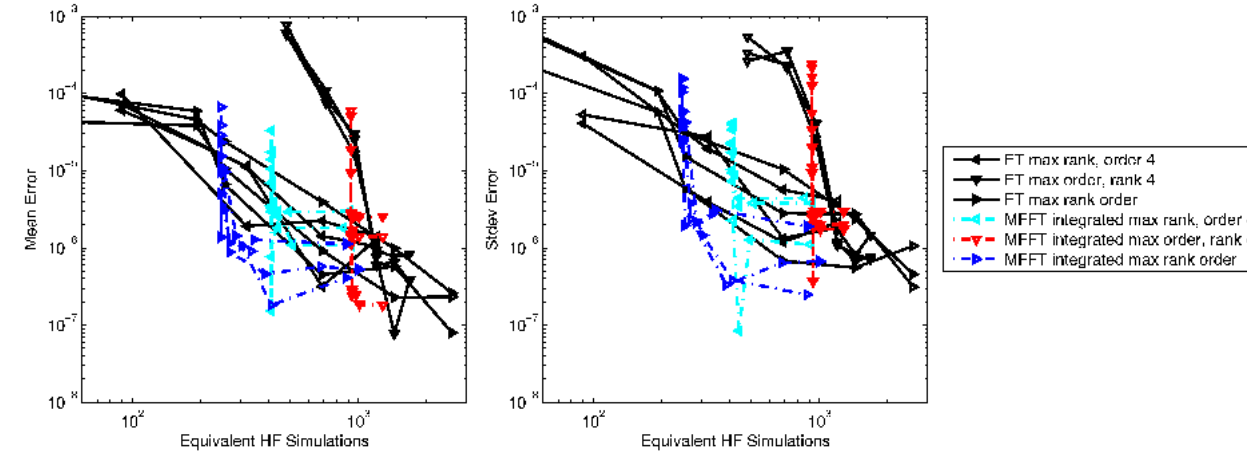 10^-3
10^-4
10^-5
10^-6
10^-7
10^-8
Mean Error
10^2
10^3
Equivalent HF Simulations
10^-3
10^-4
10^-5
10^-6
10^-7
10^-8
Stdev Error
10^2
10^3
Equivalent HF Simulations
FT max rank, order 4
FT max order, rank 4
FT max rank order
MFFT integrated max rank, order
MFFT integrated max order, rank
MFFT integrated max rank order